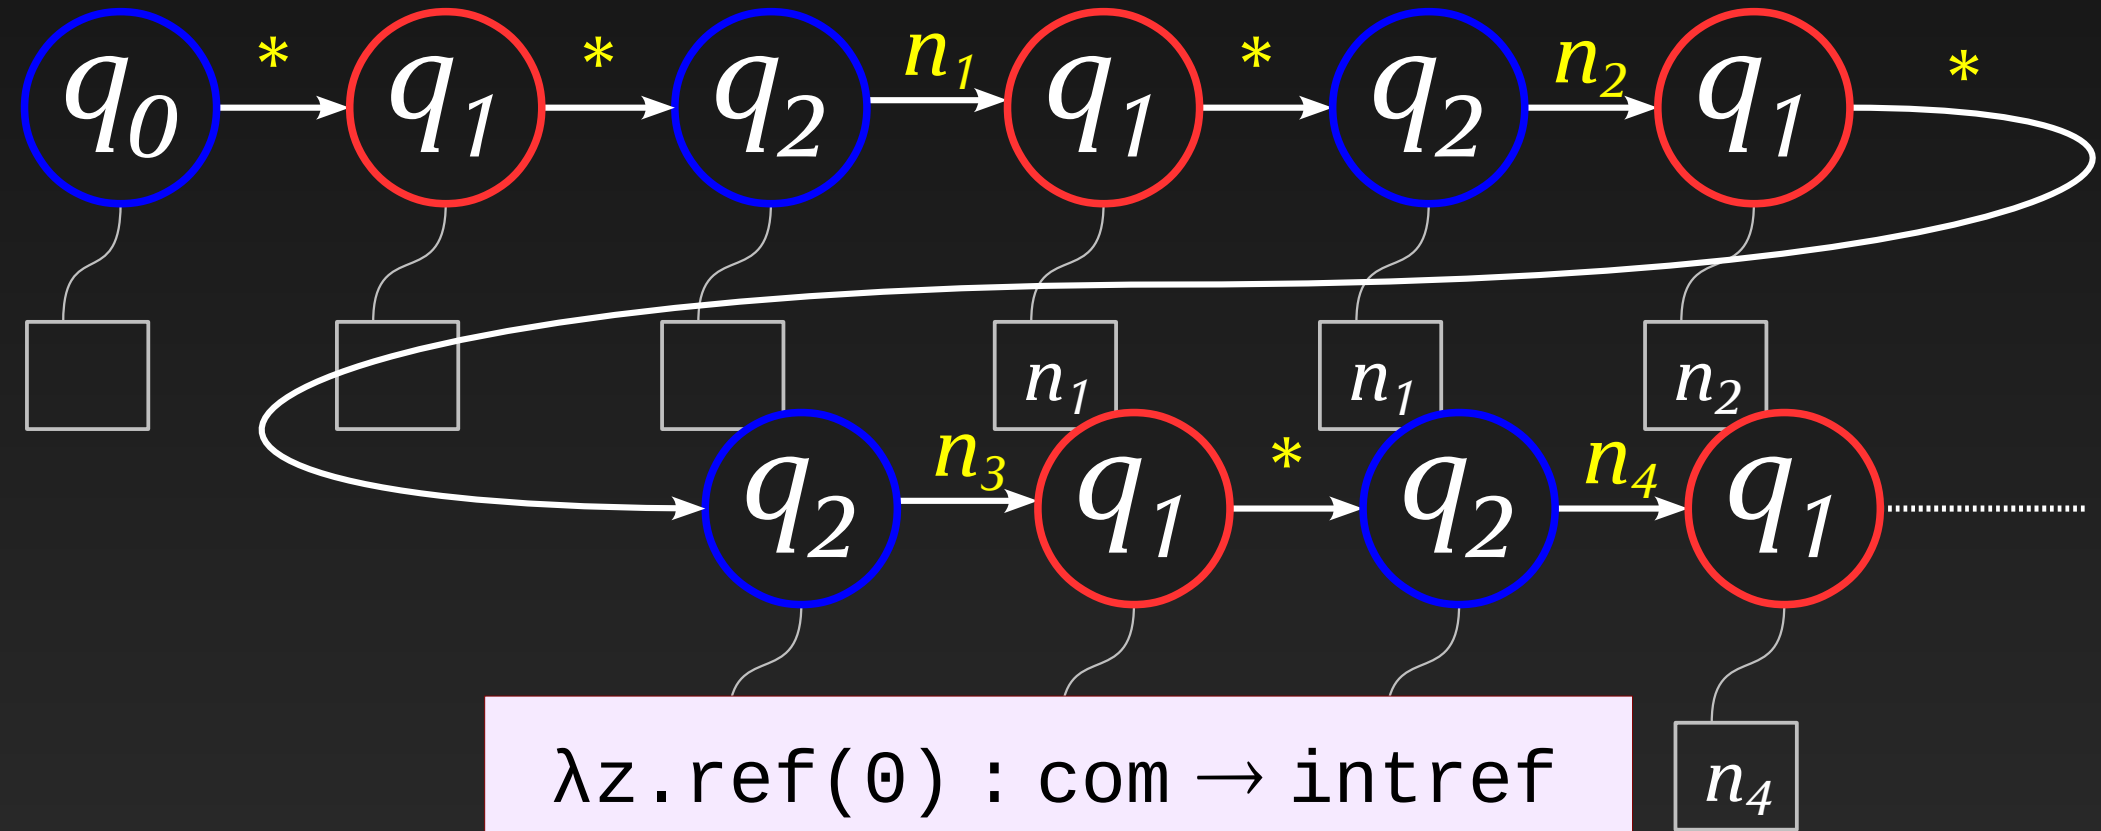 q0 * q1 * q2 n1 q1 * q2 n2 q1 *
n1 n1 n2
q2 n3 q1 * q2 n4 q1
λz.ref(0) : com → intref
n4